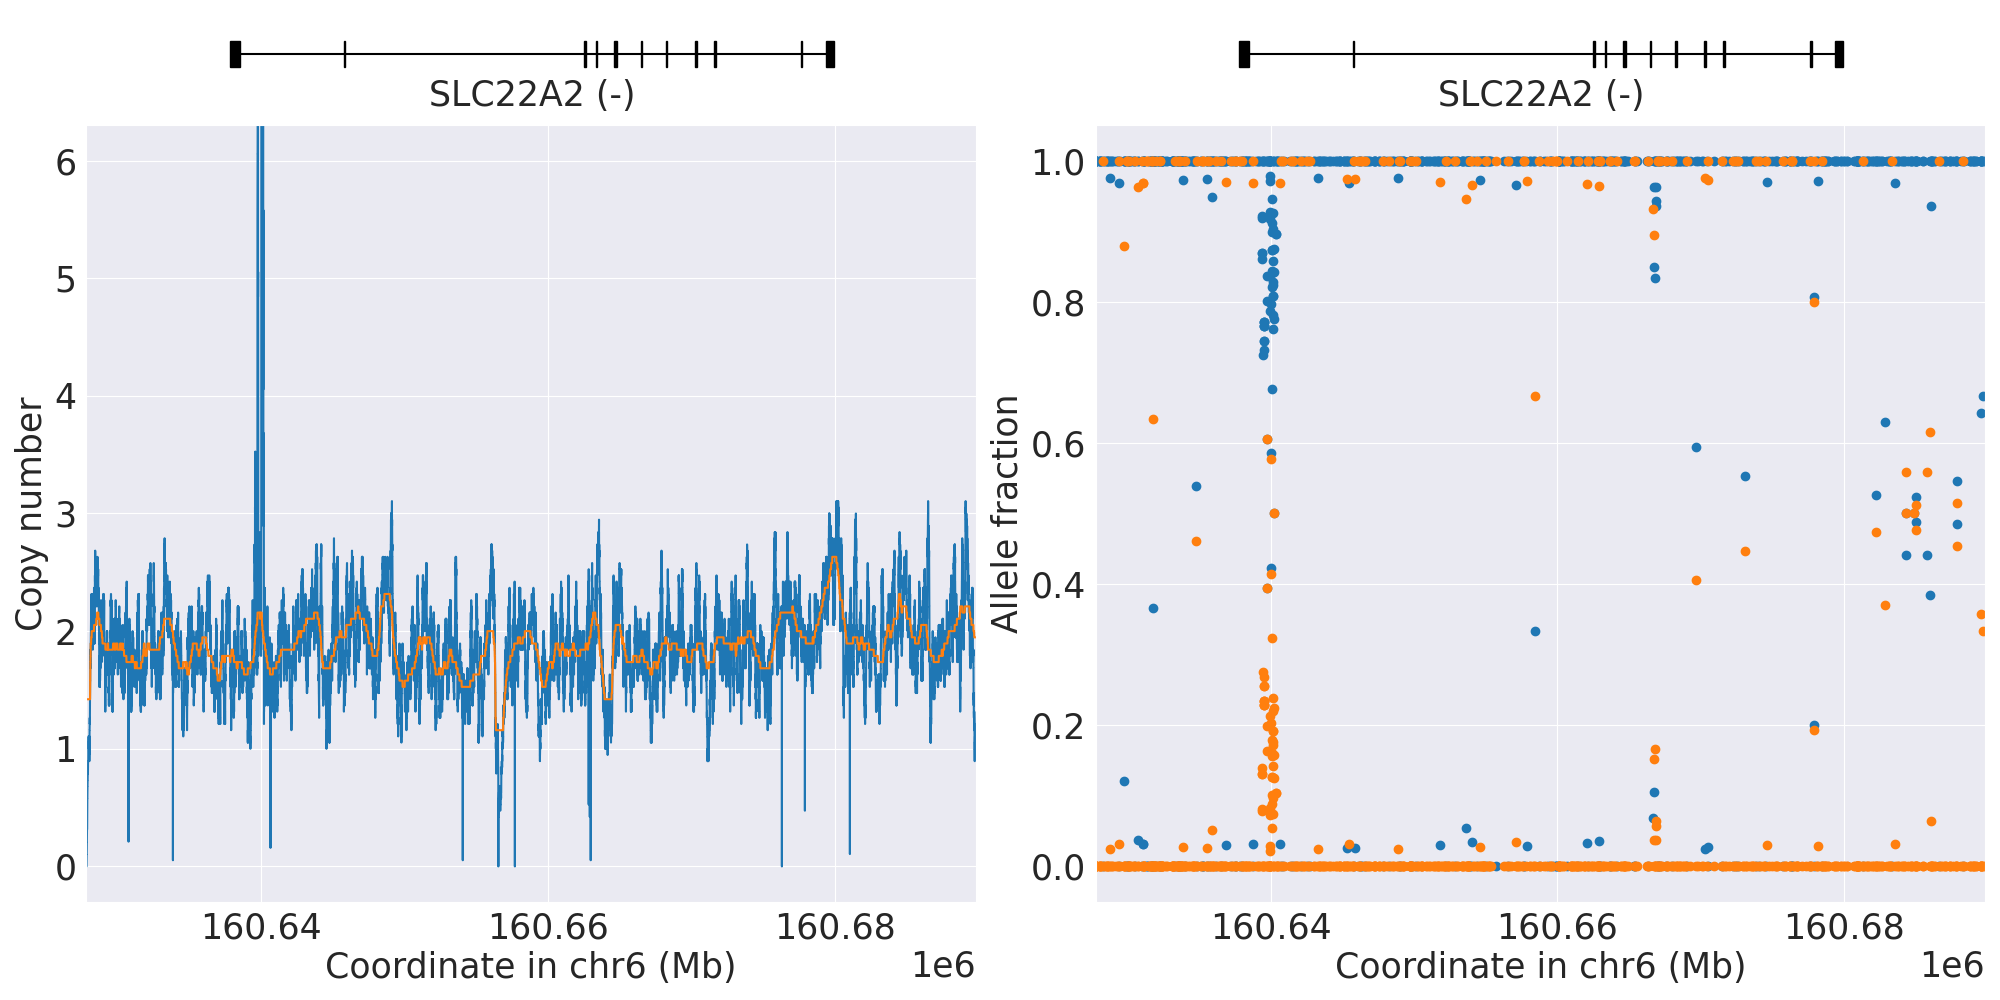 SLC22A2 (-)
6
5
4
3
2
1
0
Copy number
160.64
160.66
160.68
Coordinate in chr6 (Mb)
1e6
SLC22A2 (-)
1.0
0.8
0.6
0.4
0.2
0.0
Allele fraction
160.64
160.66
160.68
Coordinate in chr6 (Mb)
1e6